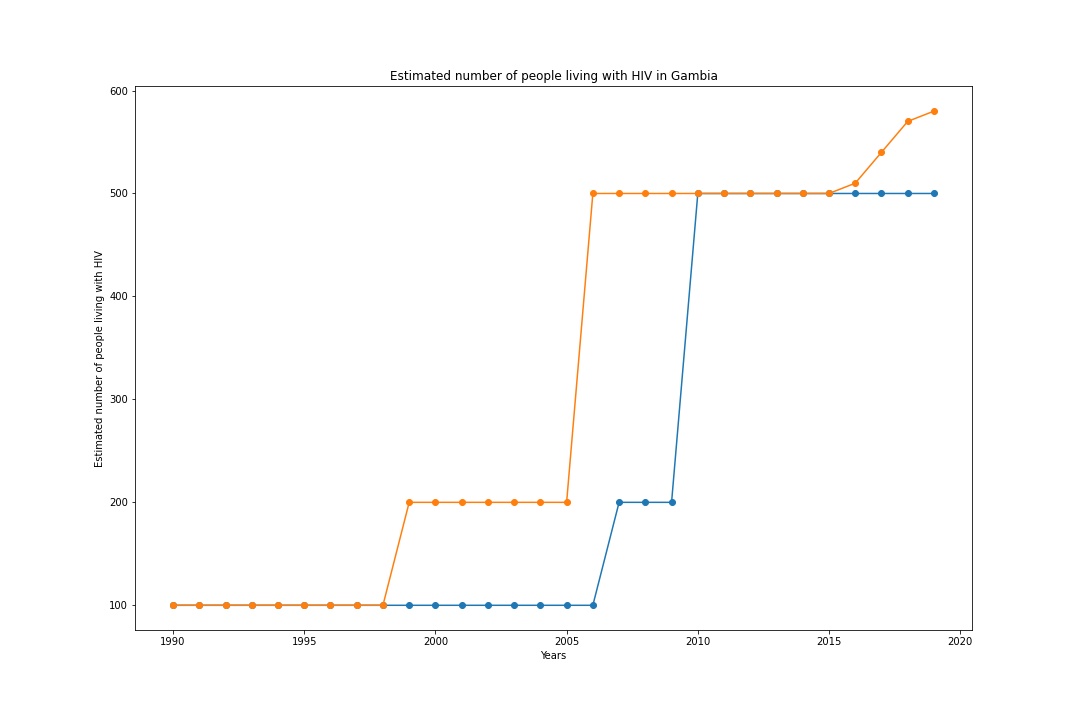 Estimated number of people living with HIV in Gambia
600
500
400
300
200
100
Estimated number of people living with HIV
1990 1995 2000 2005 2010 2015 2020
Years